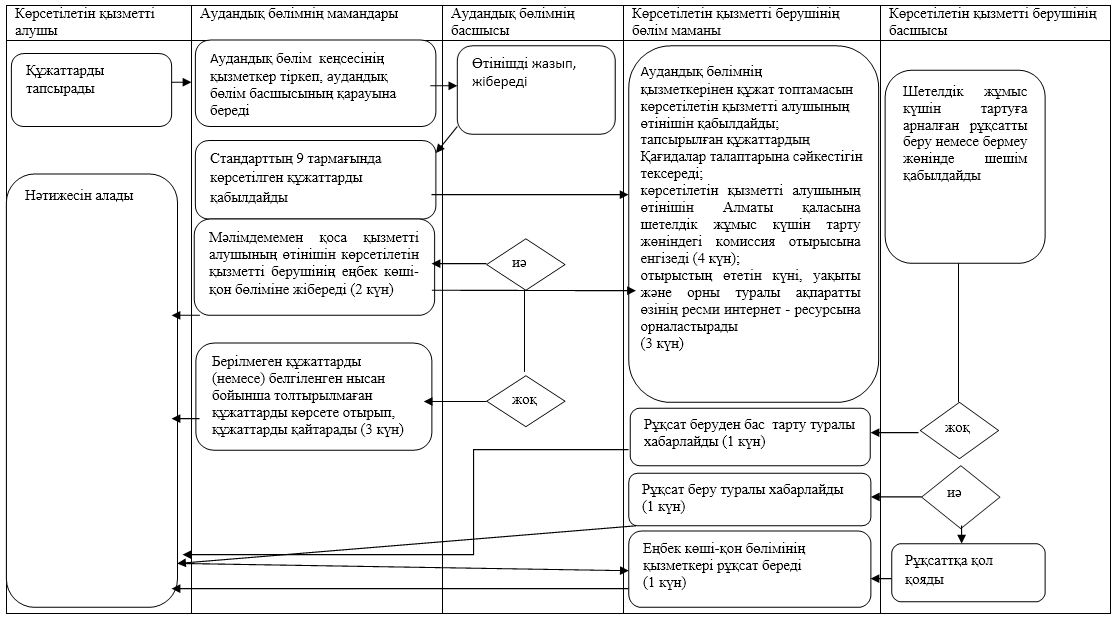 Көрсетілетін қызметті
алушы
Аудандық бөлімнің мамандары
Аудандық бөлімнің
басшысы
Көрсетілетін қызметті берушінің
бөлім маманы
Көрсетілетін қызметті берушінің
басшысы
Құжаттарды
тапсырады
Аудандық бөлім кеңсесінің
қызметкер тіркеп, аудандық
бөлім басшысының қарауына
береді
Өтінішді жазып,
жібереді
Аудандық бөлімнің
қызметкерінен құжат топтамасын
көрсетілетін қызметті алушының
өтінішін қабылдайды;
тапсырылған құжаттардың
Қағидалар талаптарына сәйкестігін
тексереді;
көрсетілетін қызметті алушының
өтінішін Алматы қаласына
шетелдік жұмыс күшін тарту
жөніндегі комиссия отырысына
енгізеді (4 күн);
отырыстың өтетін күні, уақыты
және орны туралы ақпаратты
өзінің ресми интернет - ресурсына
орналастырады
(3 күн)
Шетелдік жұмыс
күшін тартуға
арналған рұқсатты
беру немесе бермеу
жөнінде шешім
қабылдайды
Стандарттың 9 тармағында
көрсетілген құжаттарды
қабылдайды
Нәтижесін алады
Мәлімдемемен қоса қызметті
алушының өтінішін көрсетілетін
қызметті берушінің еңбек көші-
қон бөліміне жібереді (2 күн)
иә
Берілмеген құжаттарды
(немесе) белгіленген нысан
бойынша толтырылмаған
құжаттарды көрсете отырып,
құжаттарды қайтарады (3 күн)
жоқ
Рұқсат беруден бас тарту туралы
хабарлайды (1 күн)
жоқ
Рұқсат беру туралы хабарлайды
(1 күн)
иә
Еңбек көші-қон бөлімінің
қызметкері рұқсат береді
(1 күн)
Рұқсатқа қол
қояды